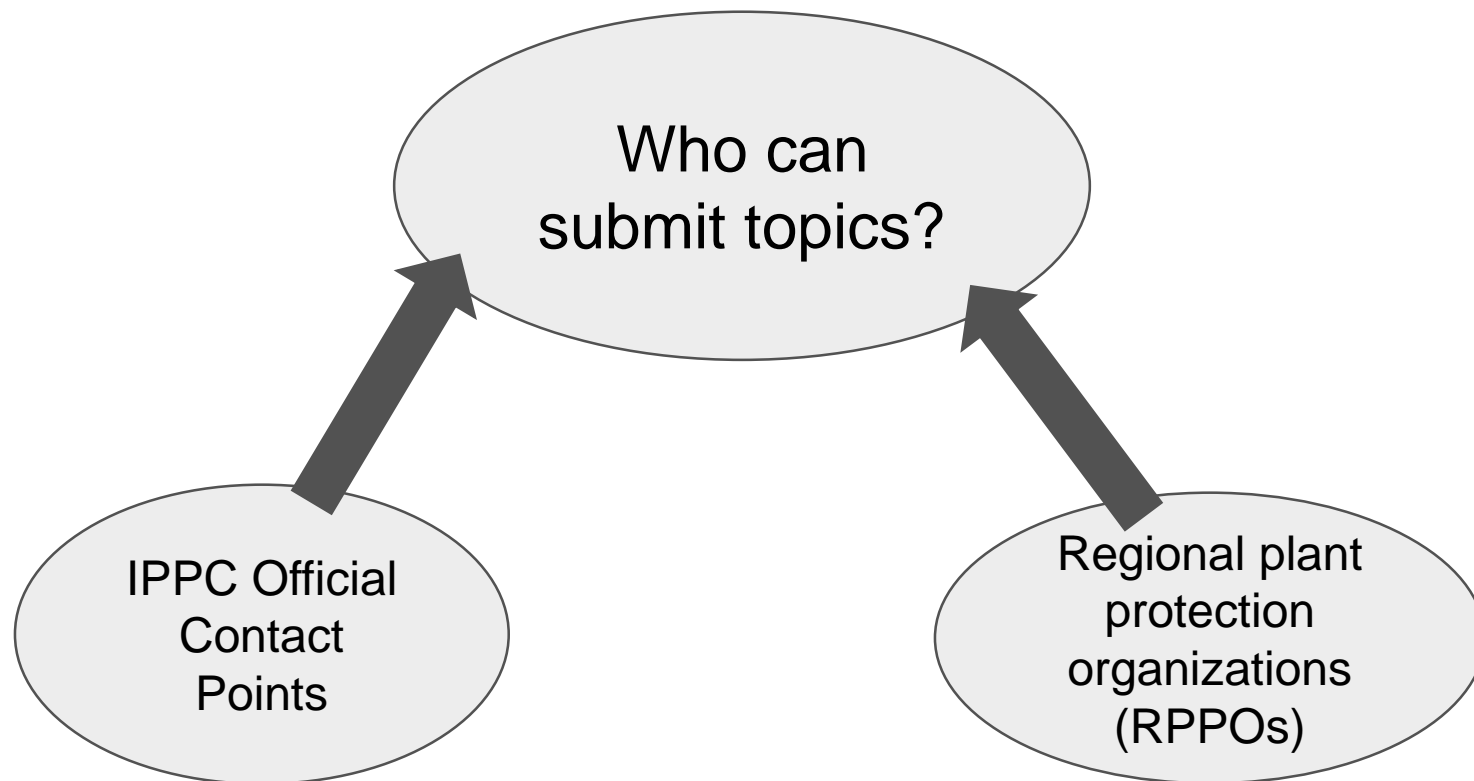 Who can
submit topics?
IPPC Official
Contact
Points
Regional plant
protection
organizations
(RPPOs)